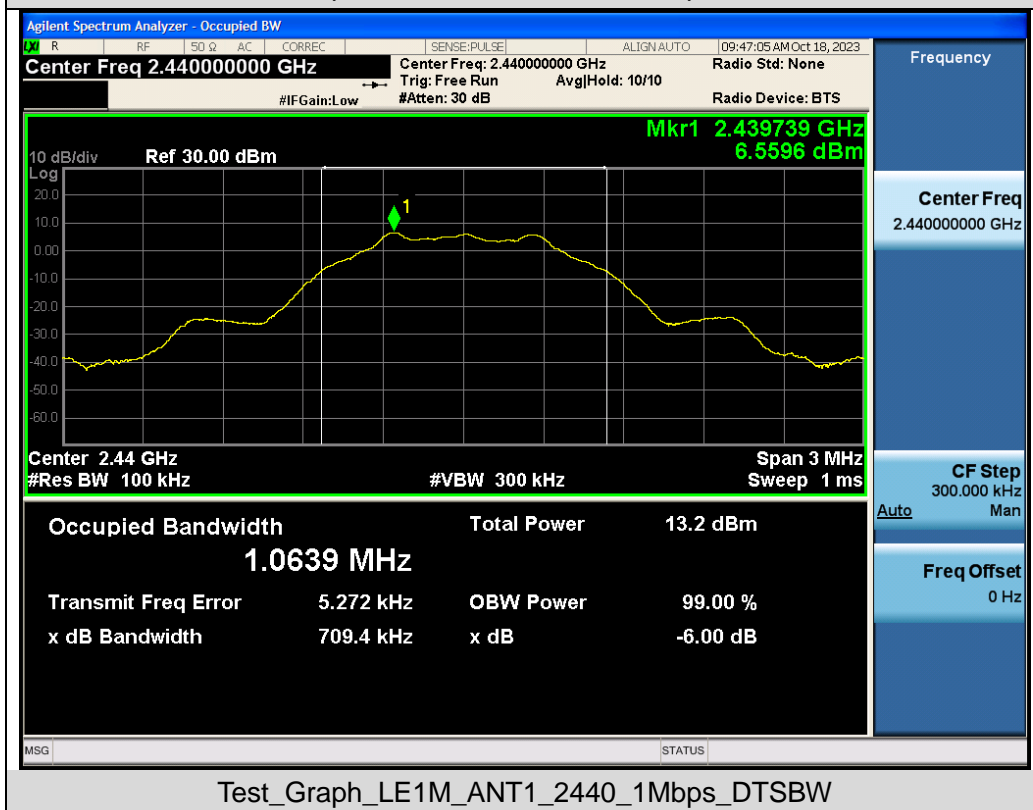 Agilent Spectrum Analyzer - Occupied BW
LXI R RF 50 Ω AC CORREC SENSE:PULSE ALIGN AUTO 09:47:05 AM Oct 18, 2023
Center Freq 2.440000000 GHz
Center Freq: 2.440000000 GHz
Radio Std: None
Trig: Free Run Avg|Hold: 10/10
#IFGain:Low
#Atten: 30 dB
Radio Device: BTS
Frequency
Mkr1 2.439739 GHz
6.5596 dBm
10 dB/div Ref 30.00 dBm
Log
20.0
10.0
0.00
-10.0
-20.0
-30.0
-40.0
-50.0
-60.0
1
Center 2.44 GHz Span 3 MHz
#Res BW 100 kHz #VBW 300 kHz Sweep 1 ms
Center Freq
2.440000000 GHz
CF Step
300.000 kHz
Auto Man
Freq Offset
0 Hz
Occupied Bandwidth Total Power 13.2 dBm
1.0639 MHz
Transmit Freq Error 5.272 kHz OBW Power 99.00 %
x dB Bandwidth 709.4 kHz x dB -6.00 dB
MSG STATUS
Test_Graph_LE1M_ANT1_2440_1Mbps_DTSBW